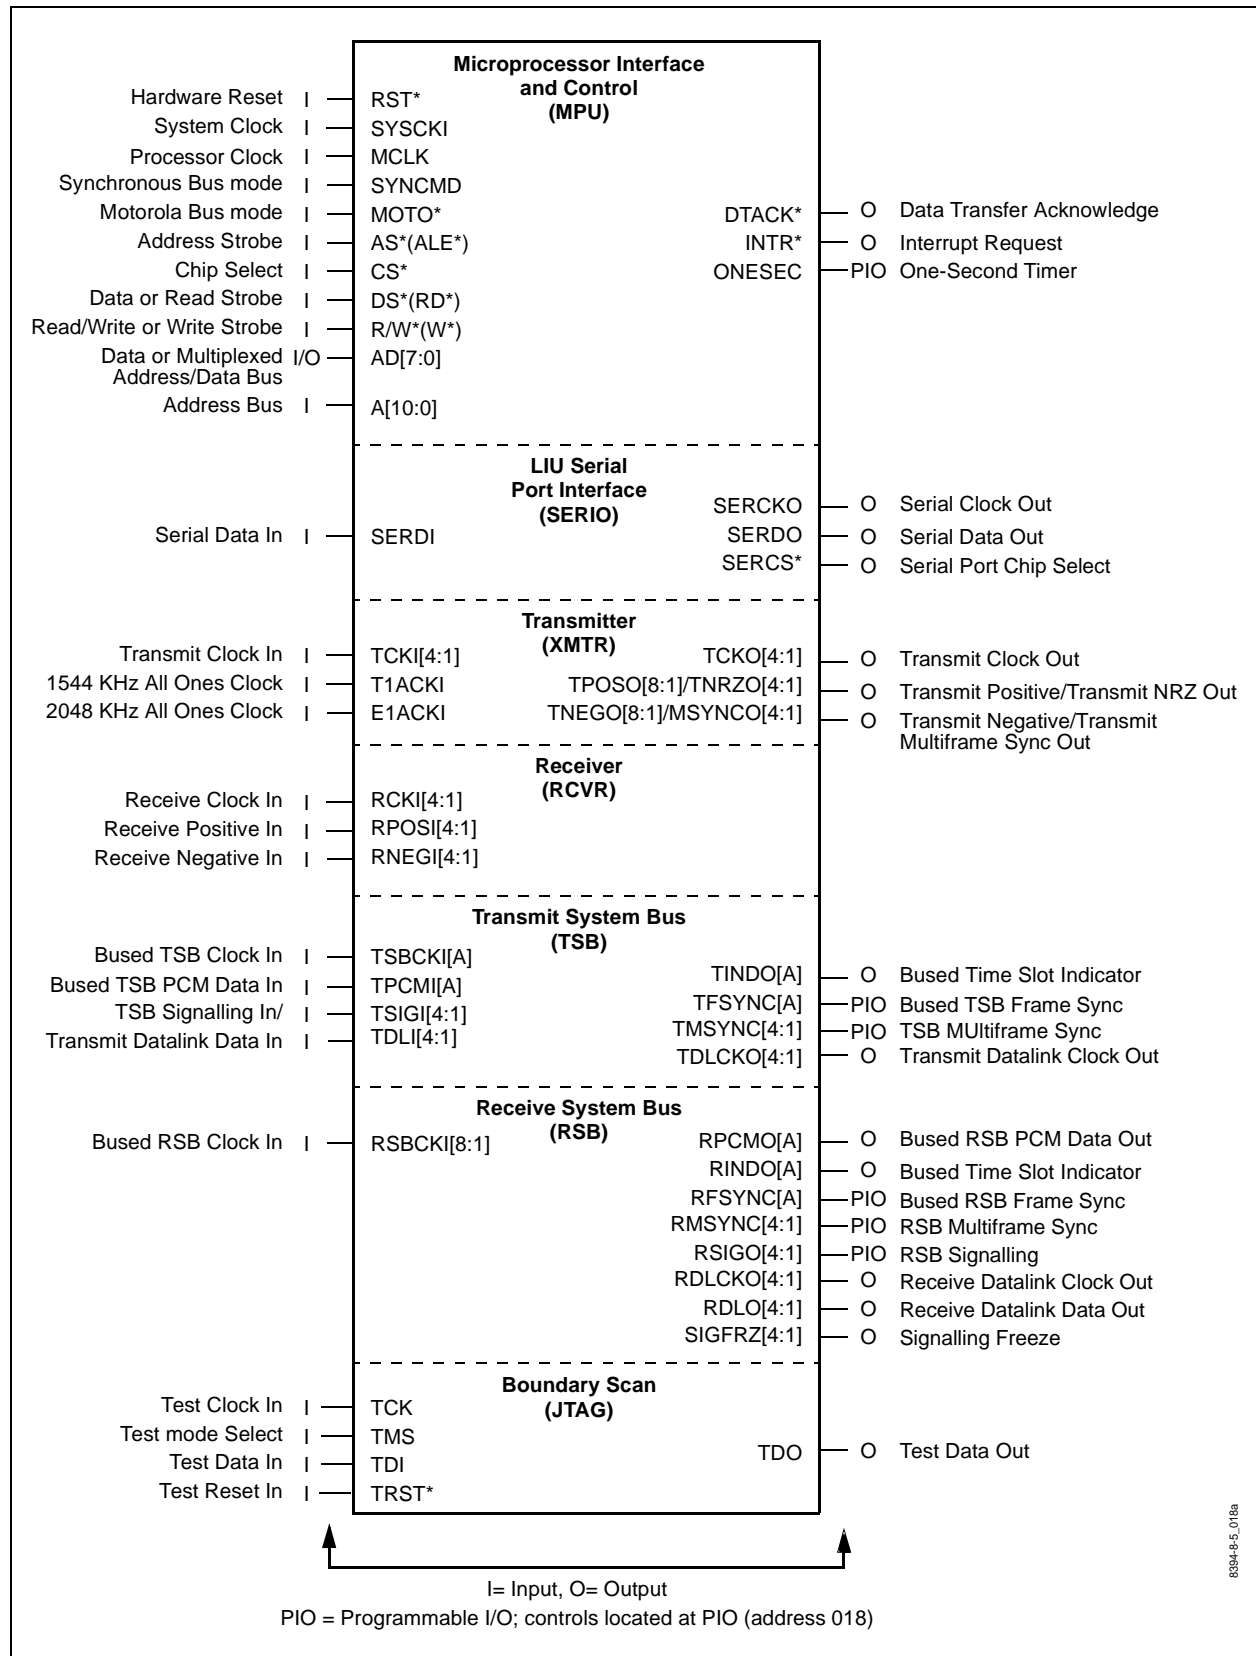 Microprocessor Interface
and Control
(MPU)
Hardware Reset I RST*
System Clock I SYSCKI
Processor Clock I MCLK
Synchronous Bus mode I SYNCMD
Motorola Bus mode I MOTO* DTACK* O Data Transfer Acknowledge
Address Strobe I AS*(ALE*) INTR* O Interrupt Request
Chip Select I CS* ONESEC PIO One-Second Timer
Data or Read Strobe I DS*(RD*)
Read/Write or Write Strobe I R/W*(W*)
Data or Multiplexed I/O AD[7:0]
Address/Data Bus
Address Bus I A[10:0]
LIU Serial
Port Interface
(SERIO)
SERCKO O Serial Clock Out
Serial Data In I SERDI SERDO O Serial Data Out
SERCS* O Serial Port Chip Select
Transmitter
(XMTR)
Transmit Clock In I TCKI[4:1] TCKO[4:1] O Transmit Clock Out
1544 KHz All Ones Clock I T1ACKI TPOSO[8:1]/TNRZO[4:1] O Transmit Positive/Transmit NRZ Out
2048 KHz All Ones Clock I E1ACKI TNEGO[8:1]/MSYNCO[4:1] O Transmit Negative/Transmit
Multiframe Sync Out
Receiver
(RCVR)
Receive Clock In I RCKI[4:1]
Receive Positive In I RPOSI[4:1]
Receive Negative In I RNEGI[4:1]
Transmit System Bus
(TSB)
Bused TSB Clock In I TSBCKI[A] TINDO[A] O Bused Time Slot Indicator
Bused TSB PCM Data In I TPCMI[A] TFSYNC[A] PIO Bused TSB Frame Sync
TSB Signalling In/ I TSIGI[4:1] TMSYNC[4:1] PIO TSB MUltiframe Sync
Transmit Datalink Data In I TDLI[4:1] TDLCKO[4:1] O Transmit Datalink Clock Out
Receive System Bus
(RSB)
Bused RSB Clock In I RSBCKI[8:1] RPCMO[A] O Bused RSB PCM Data Out
RINDO[A] O Bused Time Slot Indicator
RFSYNC[A] PIO Bused RSB Frame Sync
RMSYNC[4:1] PIO RSB Multiframe Sync
RSIGO[4:1] PIO RSB Signalling
RDLCKO[4:1] O Receive Datalink Clock Out
RDLO[4:1] O Receive Datalink Data Out
SIGFRZ[4:1] O Signalling Freeze
Boundary Scan
(JTAG)
Test Clock In I TCK
Test mode Select I TMS
Test Data In I TDI TDO O Test Data Out
Test Reset In I TRST*
I= Input, O= Output
PIO = Programmable I/O; controls located at PIO (address 018)
8394-8-5_018a